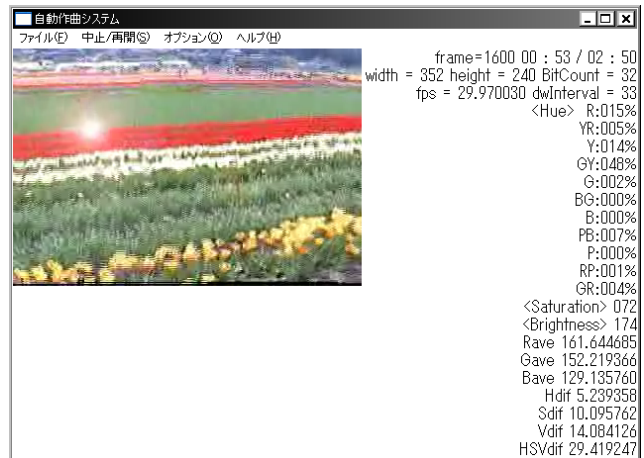 自動作曲システム
ファイル(F) 中止/再開(S) オプション(O) ヘルプ(H)
frame=1600 00 : 53 / 02 : 50
width = 352 height = 240 BitCount = 32
fps = 29.970030 dwInterval = 33
<Hue> R:015%
YR:005%
Y:014%
GY:048%
G:002%
BG:000%
B:000%
PB:007%
P:000%
RP:001%
GR:004%
<Saturation> 072
<Brightness> 174
Rave 161.644685
Gave 152.219366
Bave 129.135760
Hdif 5.239358
Sdif 10.095762
Vdif 14.084126
HSVdif 29.419247